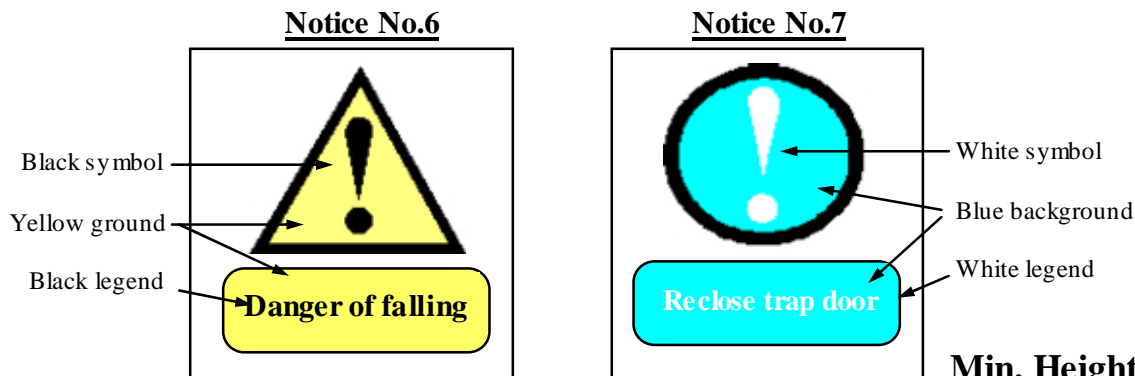 Notice No.6
Notice No.7
Black symbol
Yellow ground
Black legend
Danger of falling
White symbol
Blue background
White legend
Reclose trap door
Min. Height